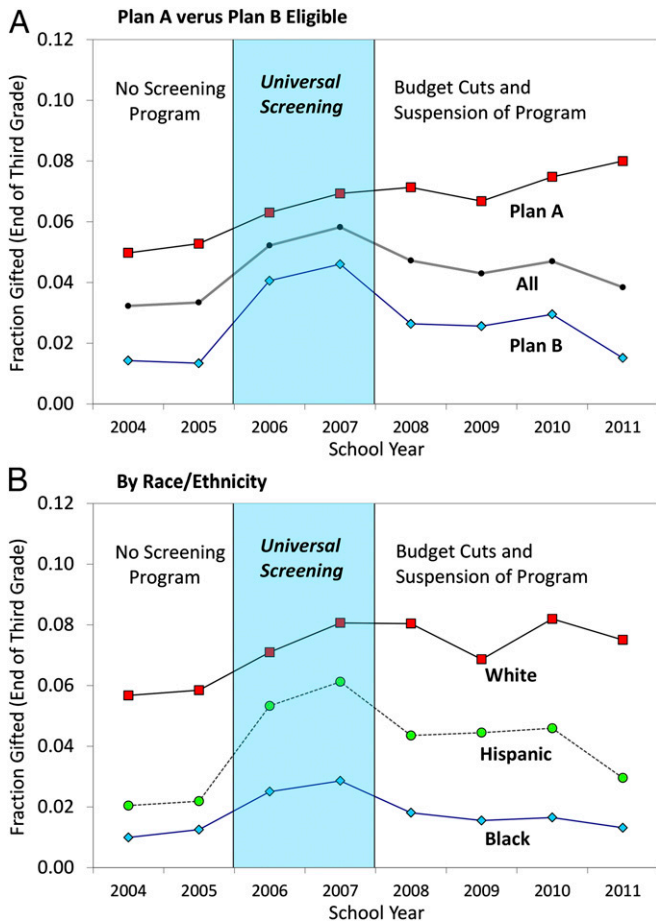 A
Plan A versus Plan B Eligible
0.12
0.10
0.08
0.06
0.04
0.02
0.00
Fraction Gifted (End of Third Grade)
No Screening
Program
Universal
Screening
Budget Cuts and
Suspension of Program
Plan A
All
Plan B
2004 2005 2006 2007 2008 2009 2010 2011
School Year
B
By Race/Ethnicity
0.12
0.10
0.08
0.06
0.04
0.02
0.00
Fraction Gifted (End of Third Grade)
No Screening
Program
Universal
Screening
Budget Cuts and
Suspension of Program
White
Hispanic
Black
2004 2005 2006 2007 2008 2009 2010 2011
School Year